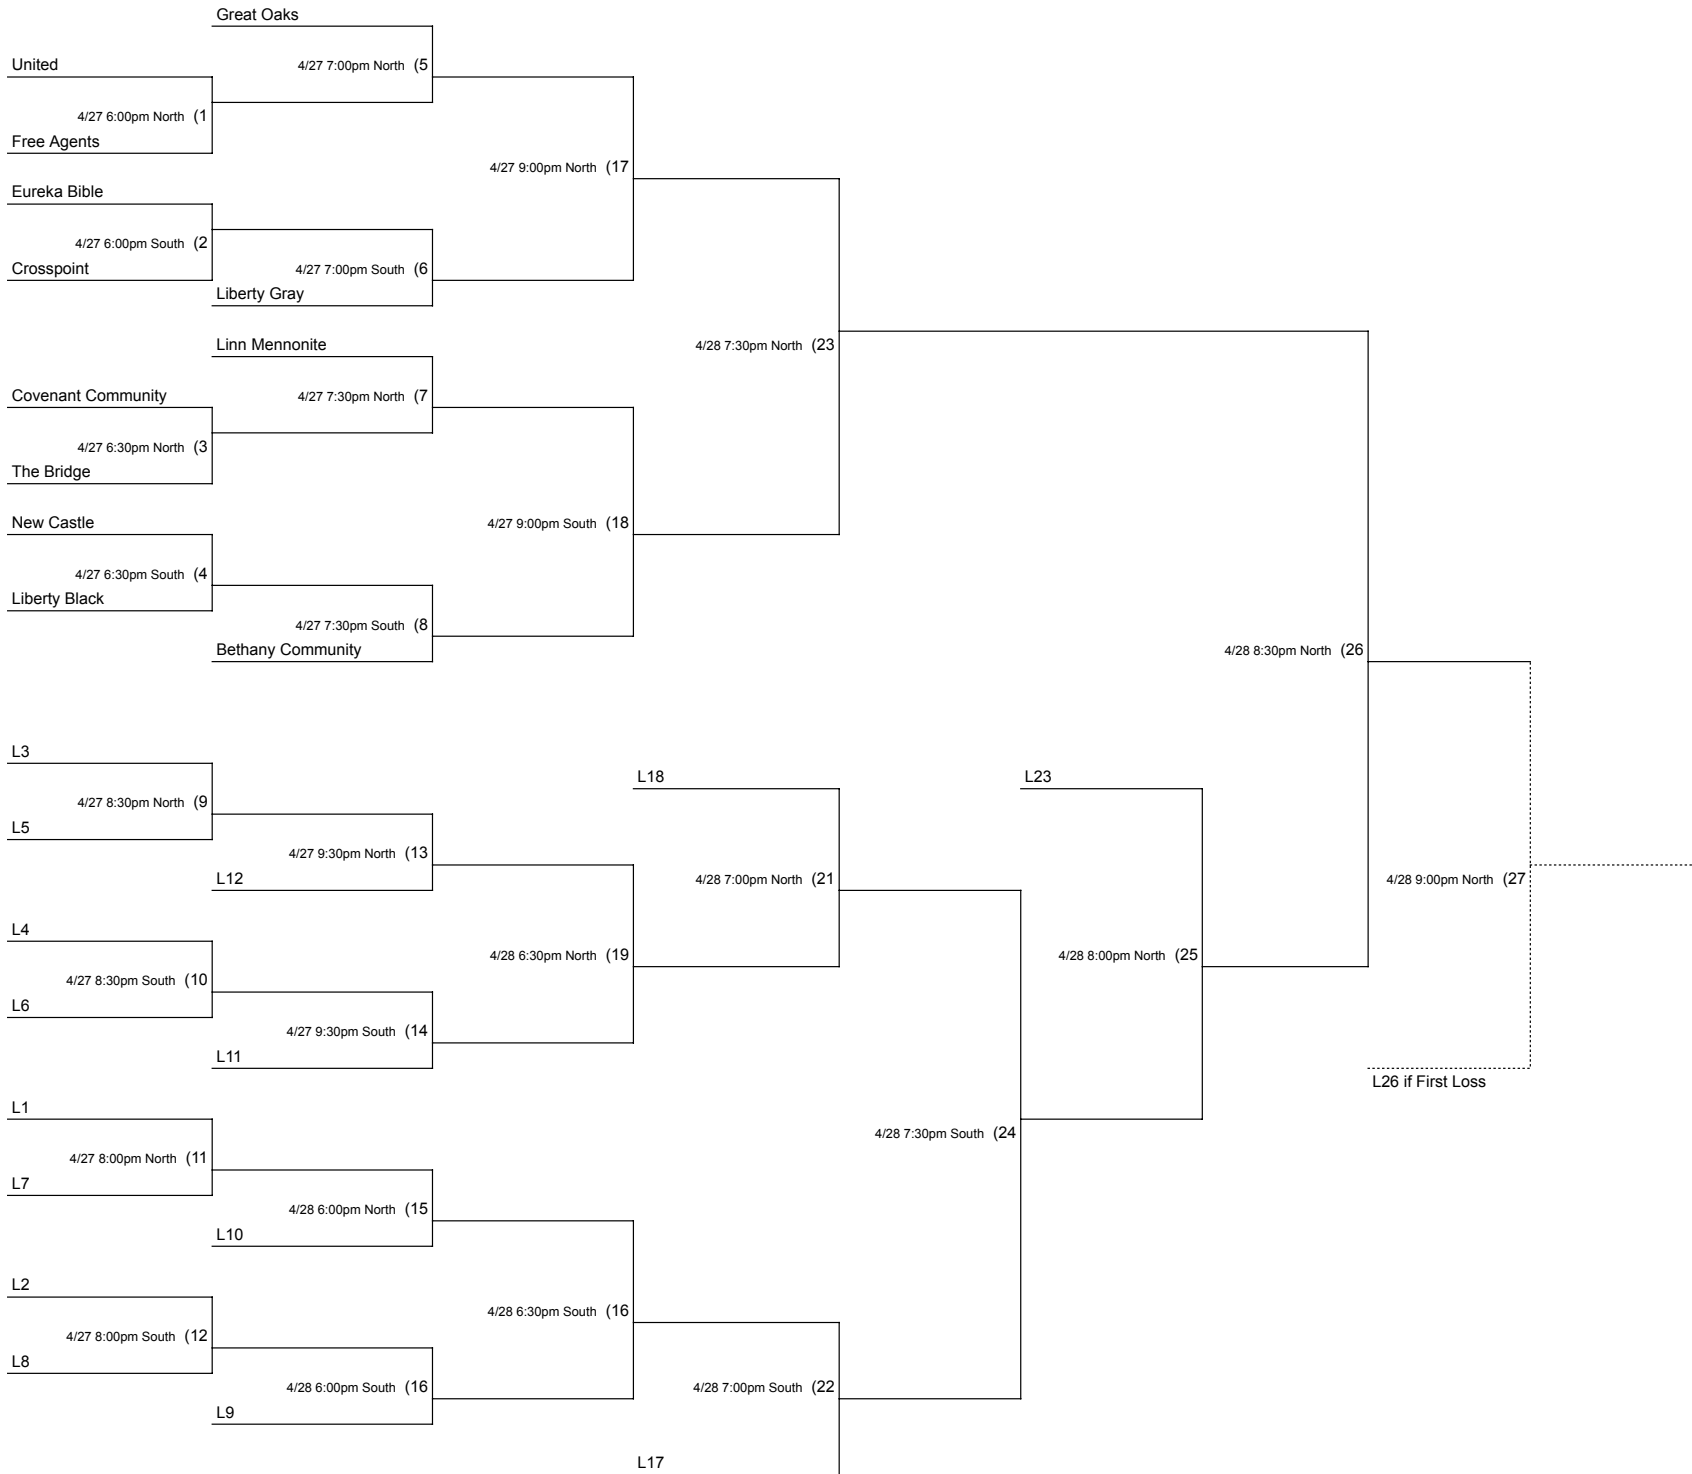 Great Oaks
United
4/27 7:00pm North (5
4/27 6:00pm North (1
Free Agents
4/27 9:00pm North (17
Eureka Bible
4/27 6:00pm South (2
Crosspoint
4/27 7:00pm South (6
Liberty Gray
Linn Mennonite
4/28 7:30pm North (23
Covenant Community
4/27 7:30pm North (7
4/27 6:30pm North (3
The Bridge
New Castle
4/27 9:00pm South (18
4/27 6:30pm South (4
Liberty Black
4/27 7:30pm South (8
Bethany Community
4/28 8:30pm North (26
L3
L18
L23
4/27 8:30pm North (9
L5
4/27 9:30pm North (13
L12
4/28 7:00pm North (21
4/28 9:00pm North (27
L4
4/28 6:30pm North (19
4/28 8:00pm North (25
4/27 8:30pm South (10
L6
4/27 9:30pm South (14
L11
L26 if First Loss
L1
4/28 7:30pm South (24
4/27 8:00pm North (11
L7
4/28 6:00pm North (15
L10
L2
4/28 6:30pm South (16
4/27 8:00pm South (12
L8
4/28 6:00pm South (16
4/28 7:00pm South (22
L9
L17